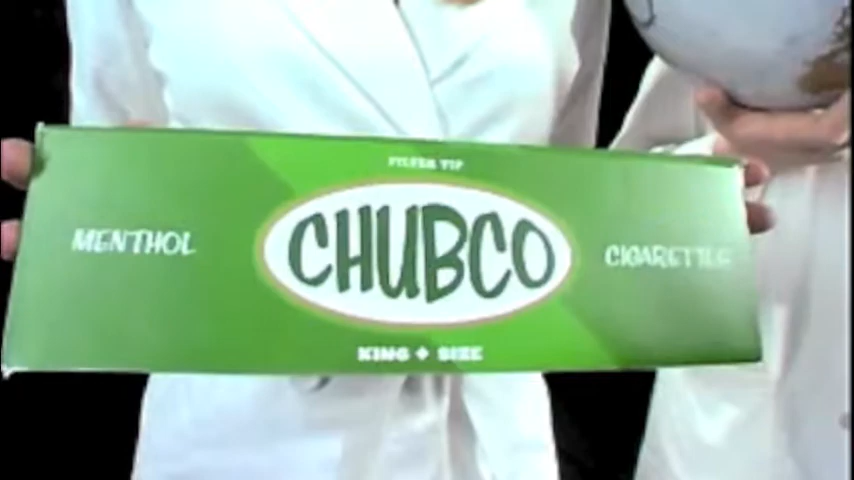 FILTER TIP
MENTHOL
CHUBCO
CIGARETTES
KING + SIZE